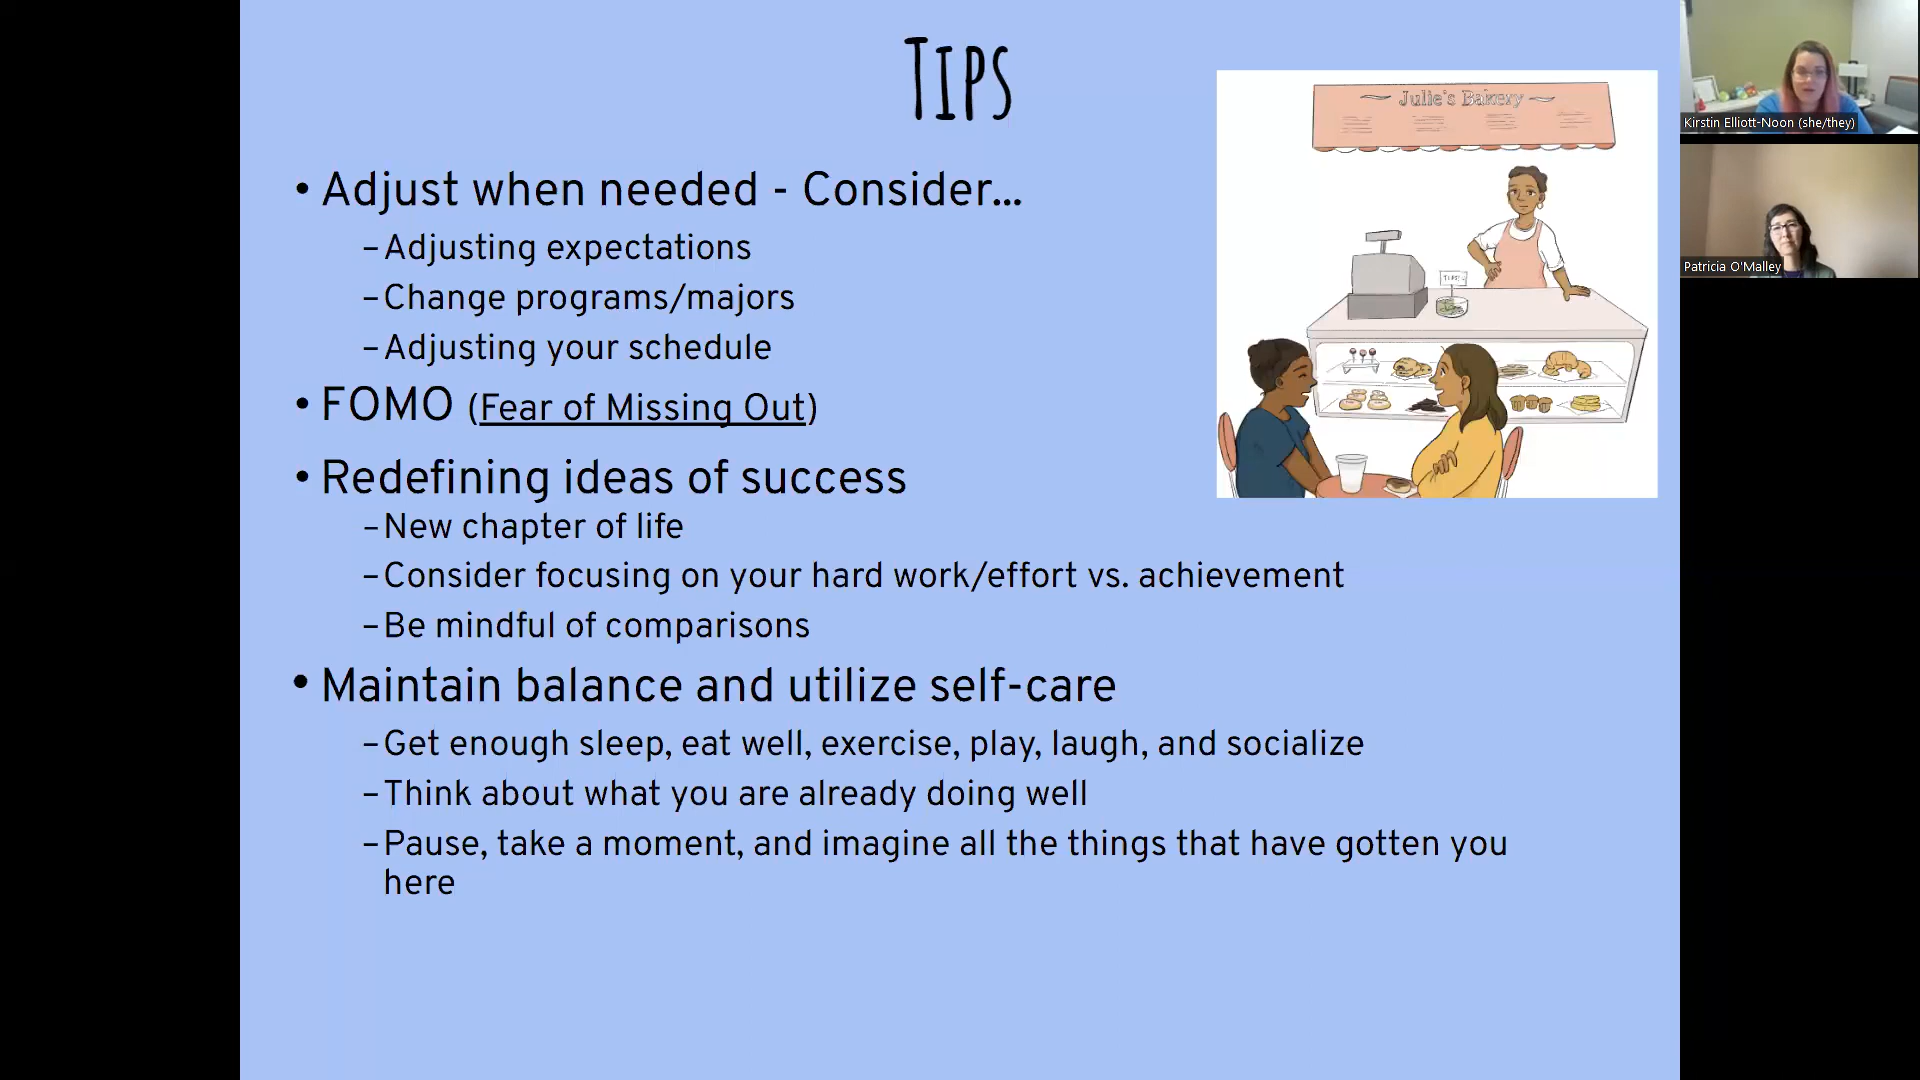 Tips
• Adjust when needed - Consider...
–Adjusting expectations
–Change programs/majors
–Adjusting your schedule
• FOMO (Fear of Missing Out)
• Redefining ideas of success
–New chapter of life
–Consider focusing on your hard work/effort vs. achievement
–Be mindful of comparisons
• Maintain balance and utilize self-care
–Get enough sleep, eat well, exercise, play, laugh, and socialize
–Think about what you are already doing well
–Pause, take a moment, and imagine all the things that have gotten you
here
Julie's Bakery
TIPS
Kirstin Elliott-Noon (she/they)
Patricia O'Malley